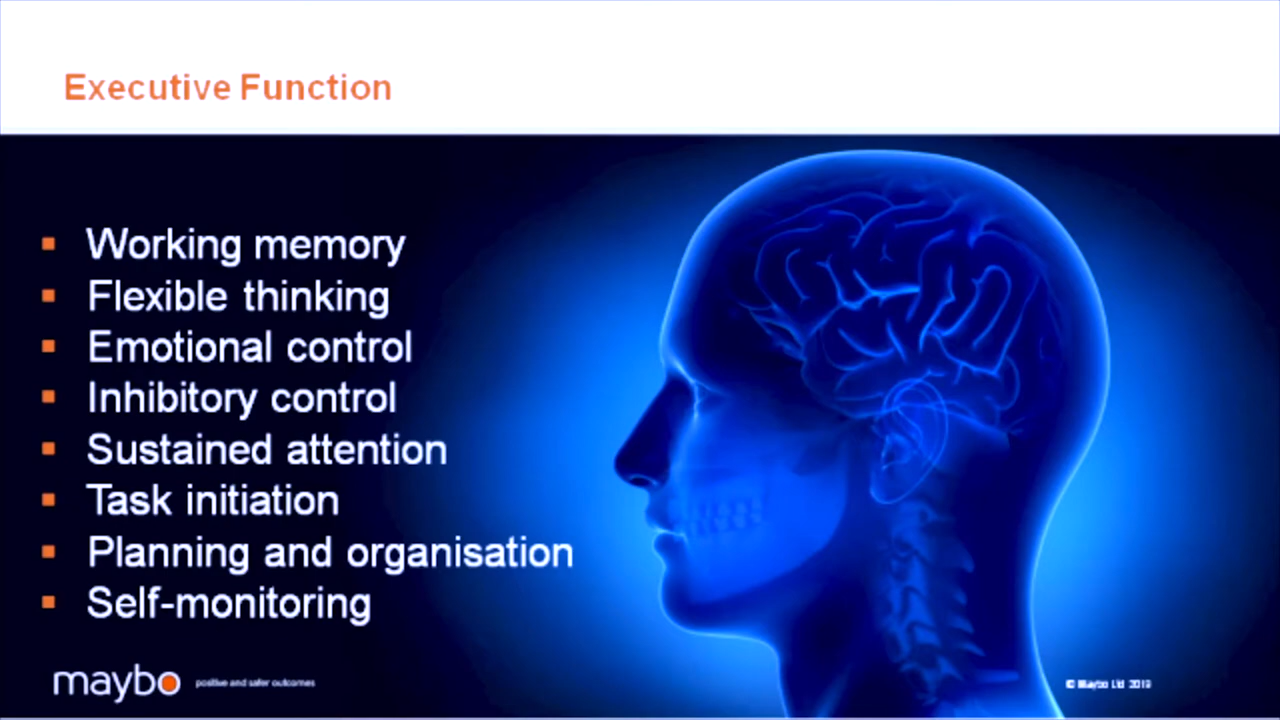 Executive Function
Working memory
Flexible thinking
Emotional control
Inhibitory control
Sustained attention
Task initiation
Planning and organisation
Self-monitoring
maybo
positive and safer outcomes
© Maybo Ltd 2019